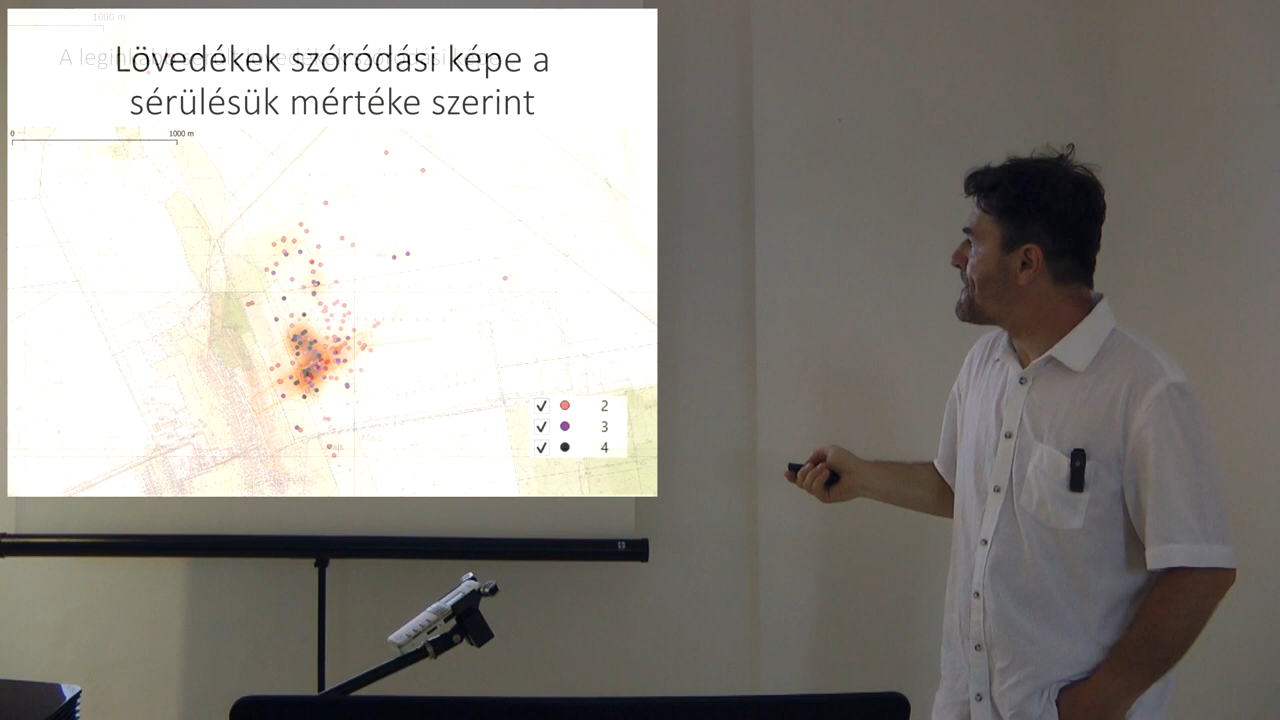 1000 m
Lövedékek szóródási képe a
sérülésük mértéke szerint
0 1000 m
2
3
4